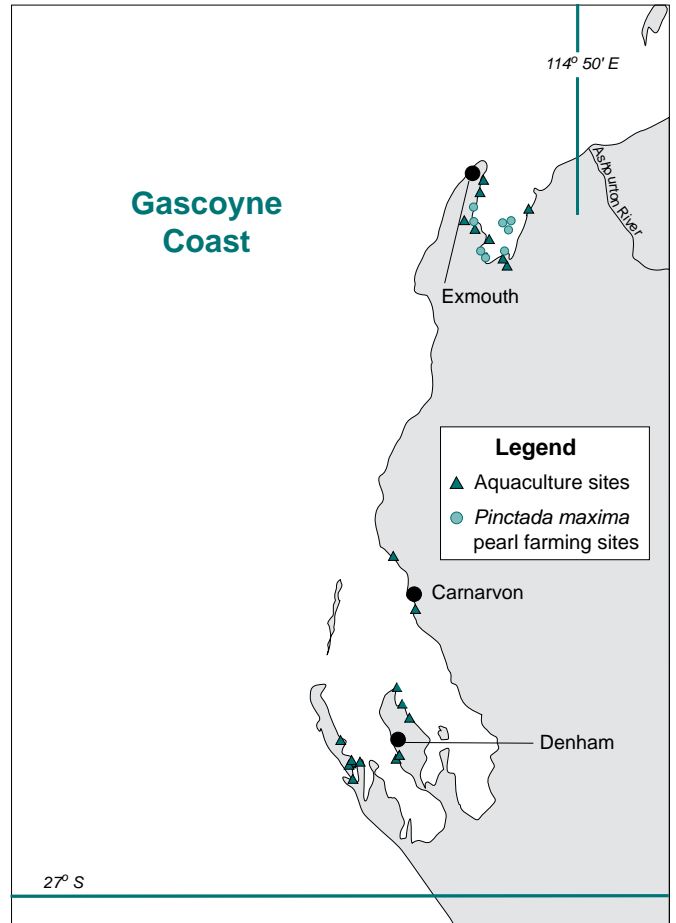 114° 50' E
Ashburton River
Gascoyne
Coast
Exmouth
Legend
Aquaculture sites
Pinctada maxima
pearl farming sites
Carnarvon
Denham
27° S